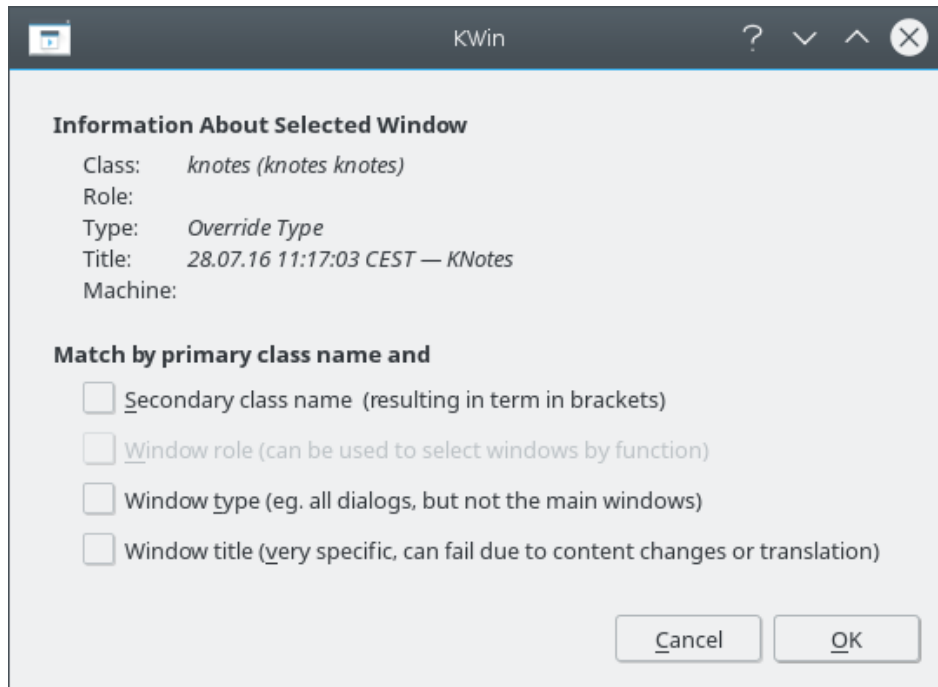 KWin
Information About Selected Window
Class: knotes (knotes knotes)
Role:
Type: Override Type
Title: 28.07.16 11:17:03 CEST — KNotes
Machine:
Match by primary class name and
Secondary class name (resulting in term in brackets)
Window role (can be used to select windows by function)
Window type (eg. all dialogs, but not the main windows)
Window title (very specific, can fail due to content changes or translation)
Cancel OK